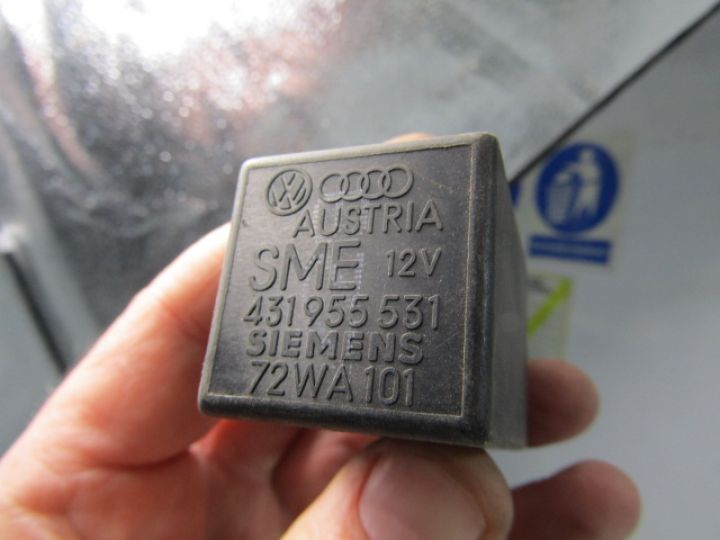 AUSTRIA
SME 12V
431 955 531
SIEMENS
72WA 101